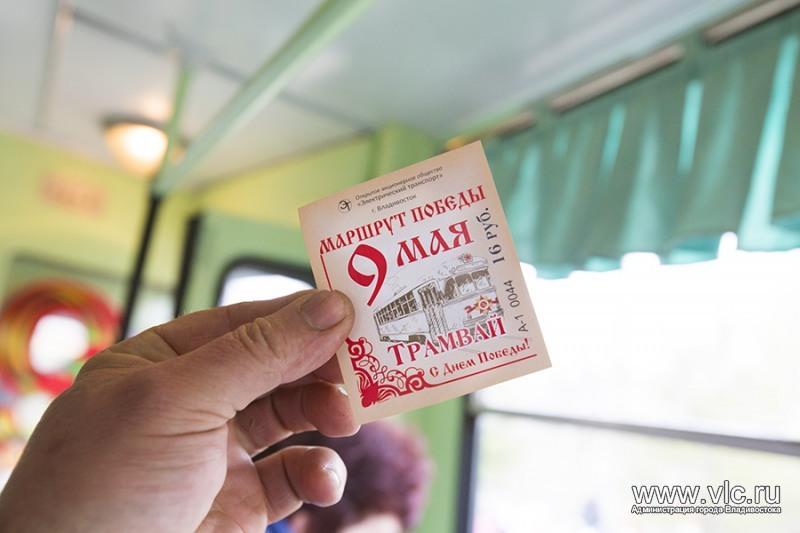 Открытое акционерное общество
«Электрический транспорт»
г. Владивосток
МАРШРУТ ПОБЕДЫ
9 МАЯ
ТРАМВАЙ
С Днем Победы!
16 РУБ.
А-1 0044
www.vlc.ru
Администрация города Владивостока